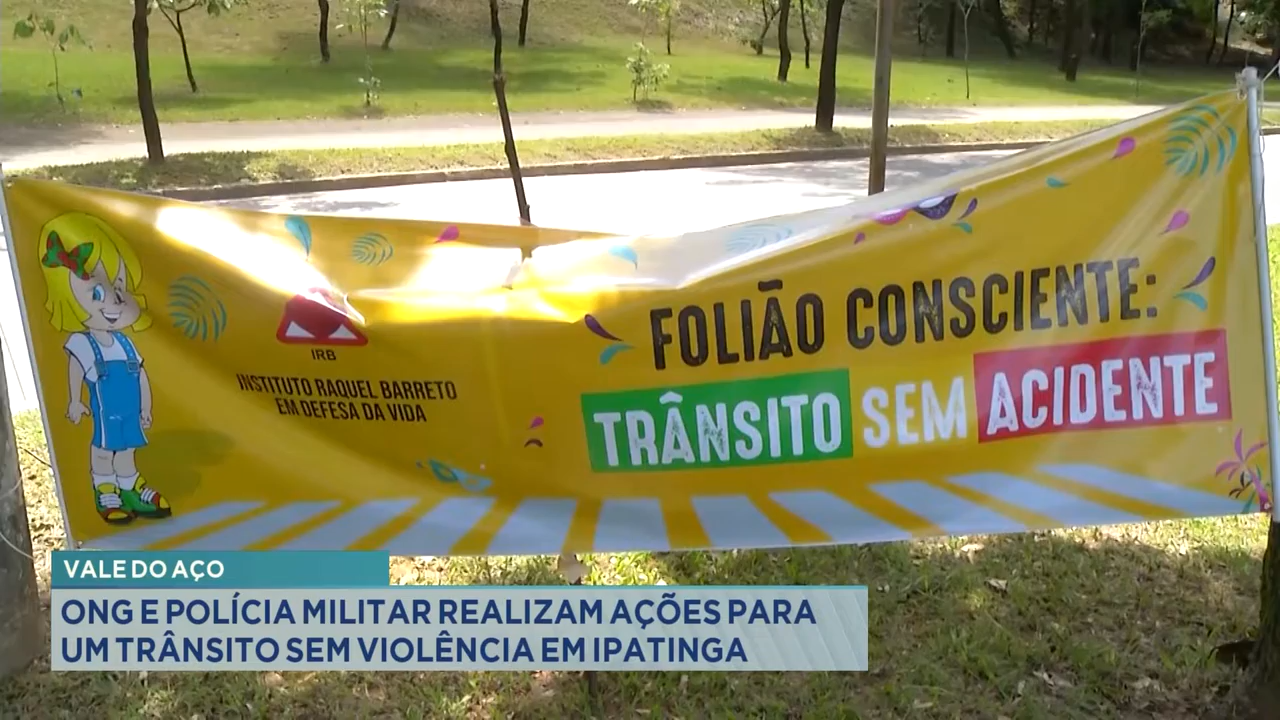 FOLIÃO CONSCIENTE:
TRÂNSITO SEM ACIDENTE
IRB
INSTITUTO RAQUEL BARRETO
EM DEFESA DA VIDA
VALE DO AÇO
ONG E POLÍCIA MILITAR REALIZAM AÇÕES PARA
UM TRÂNSITO SEM VIOLÊNCIA EM IPATINGA